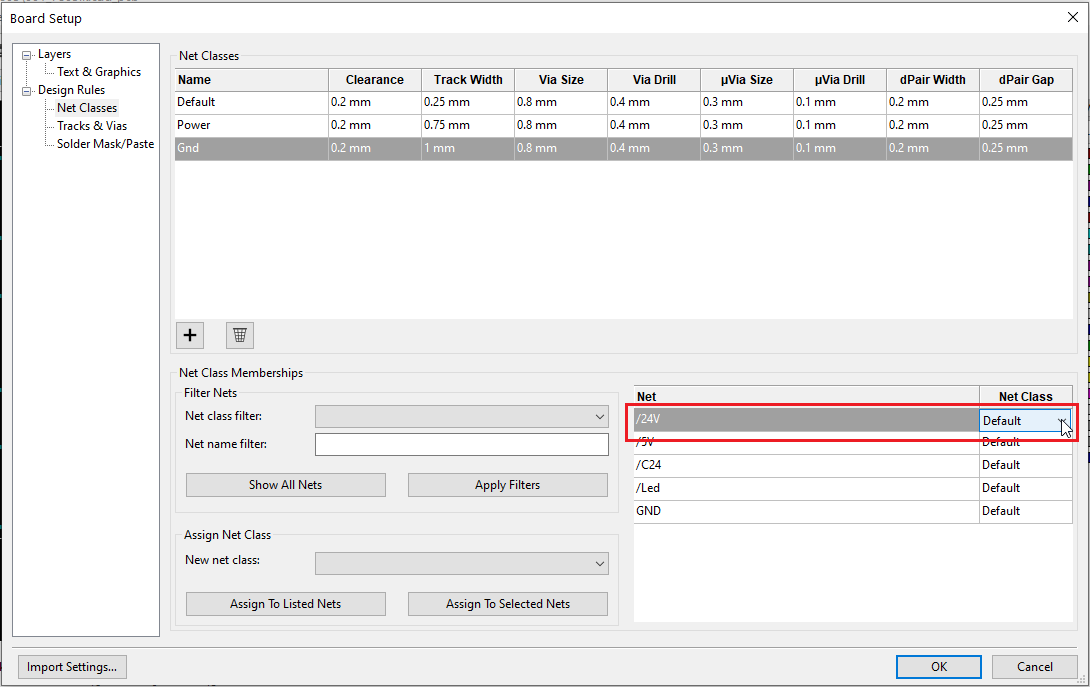 Board Setup
Layers
Text & Graphics
Design Rules
Net Classes
Tracks & Vias
Solder Mask/Paste
Net Classes
Name Clearance Track Width Via Size Via Drill µVia Size µVia Drill dPair Width dPair Gap
Default 0.2 mm 0.25 mm 0.8 mm 0.4 mm 0.3 mm 0.1 mm 0.2 mm 0.25 mm
Power 0.2 mm 0.75 mm 0.8 mm 0.4 mm 0.3 mm 0.1 mm 0.2 mm 0.25 mm
Gnd 0.2 mm 1 mm 0.8 mm 0.4 mm 0.3 mm 0.1 mm 0.2 mm 0.25 mm
Net Class Memberships
Filter Nets
Net class filter:
Net name filter:
Show All Nets Apply Filters
Assign Net Class
New net class:
Assign To Listed Nets Assign To Selected Nets
Net Net Class
/24V Default
/5V Default
/C24 Default
/Led Default
GND Default
Import Settings... OK Cancel